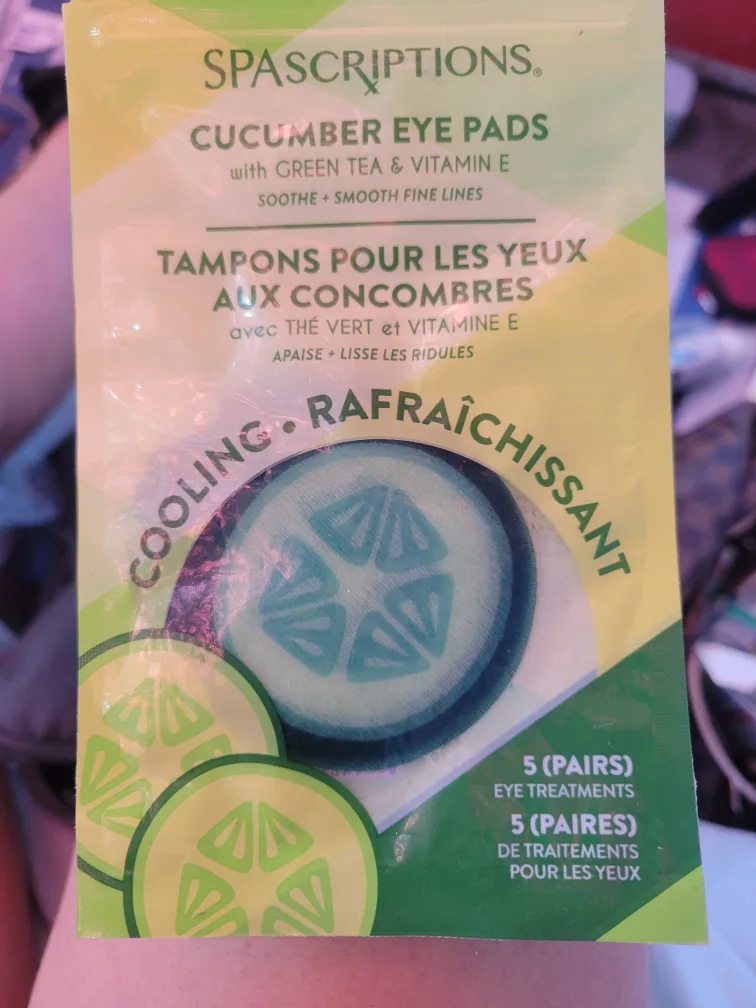 SPASCRIPTIONS®
CUCUMBER EYE PADS
with GREEN TEA & VITAMIN E
SOOTHE + SMOOTH FINE LINES
TAMPONS POUR LES YEUX
AUX CONCOMBRES
avec THÉ VERT et VITAMINE E
APAISE + LISSE LES RIDULES
COOLING • RAFRAÎCHISSANT
5 (PAIRS)
EYE TREATMENTS
5 (PAIRES)
DE TRAITEMENTS
POUR LES YEUX